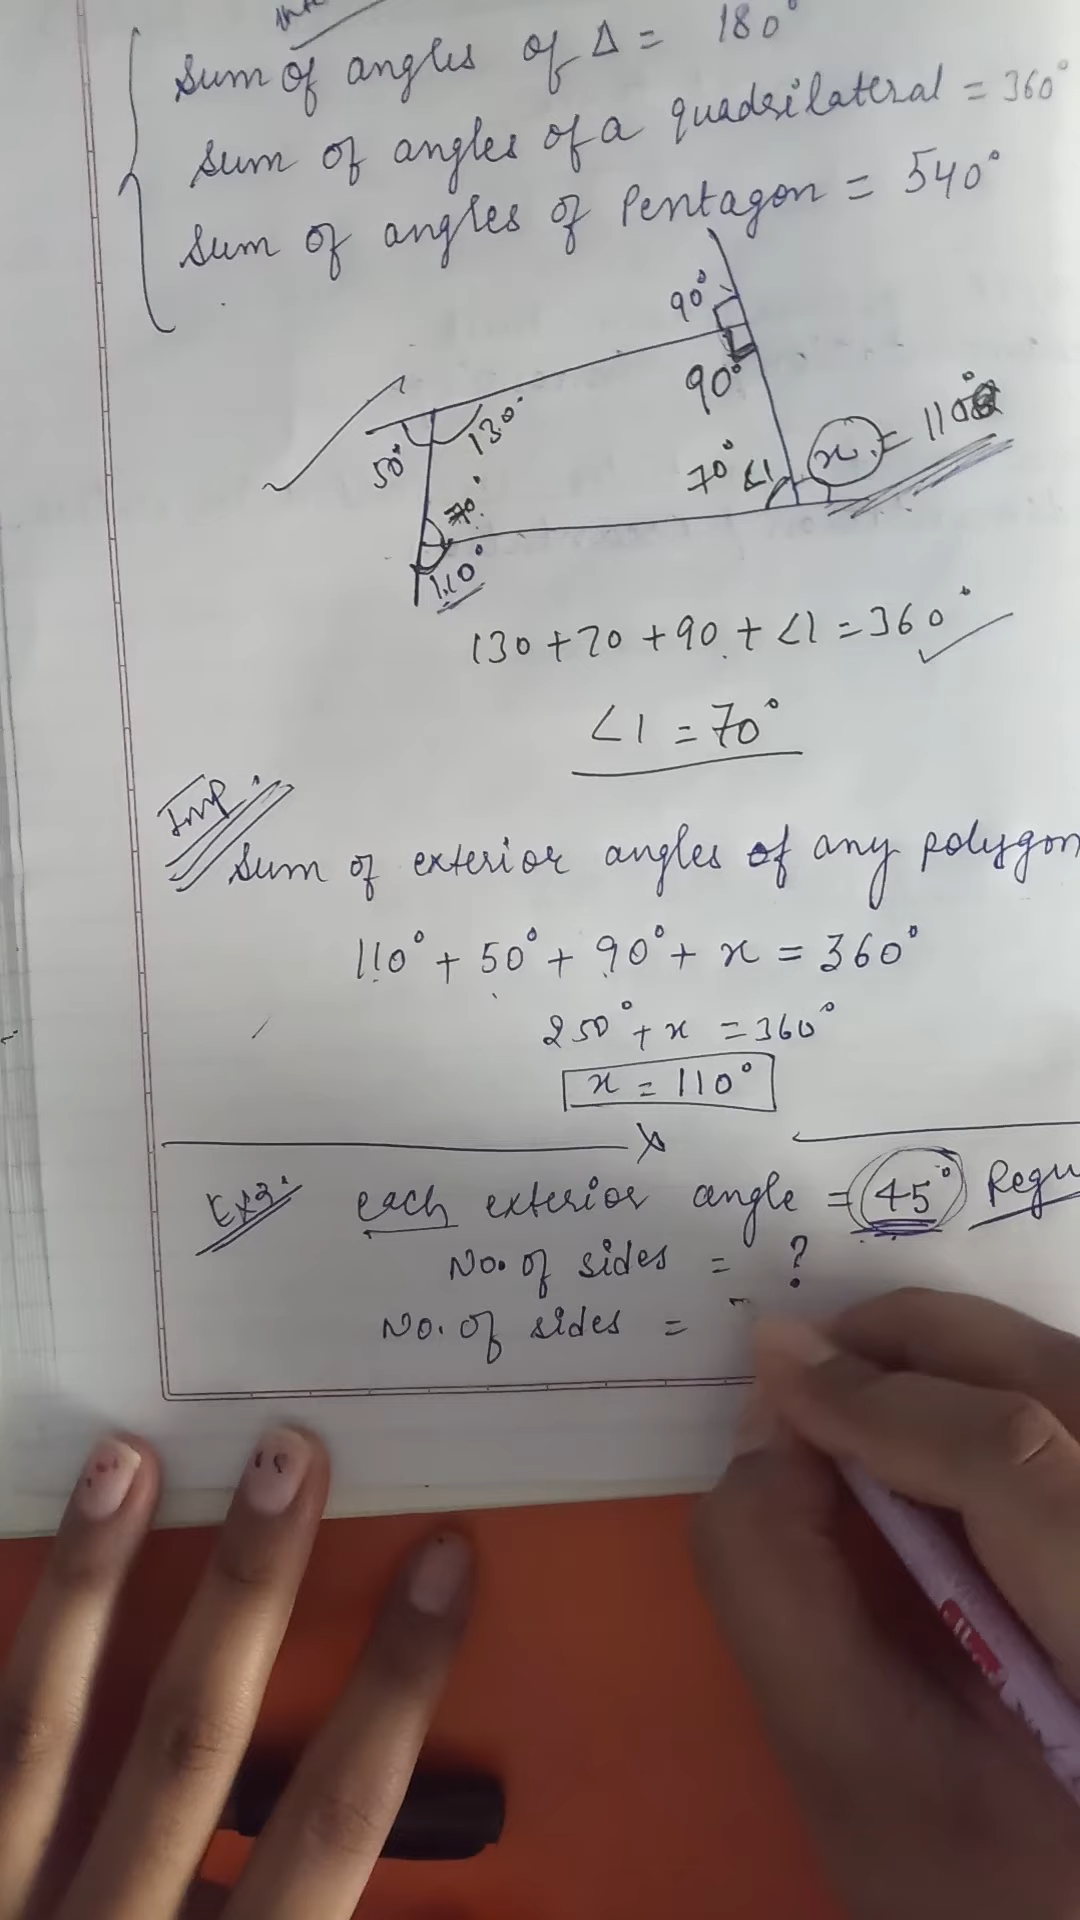 Sum of angles of Δ = 180°
Sum of angles of a quadrilateral = 360°
Sum of angles of Pentagon = 540°
90°
90°
50° 130°
70° ∠1 x = 110°
70°
110°
130 + 70 + 90 + ∠1 = 360°
∠1 = 70°
Imp.
Sum of exterior angles of any polygon
110° + 50° + 90° + x = 360°
250° + x = 360°
x = 110°
Ex3. each exterior angle = 45°
No. of sides = ?
No. of sides =